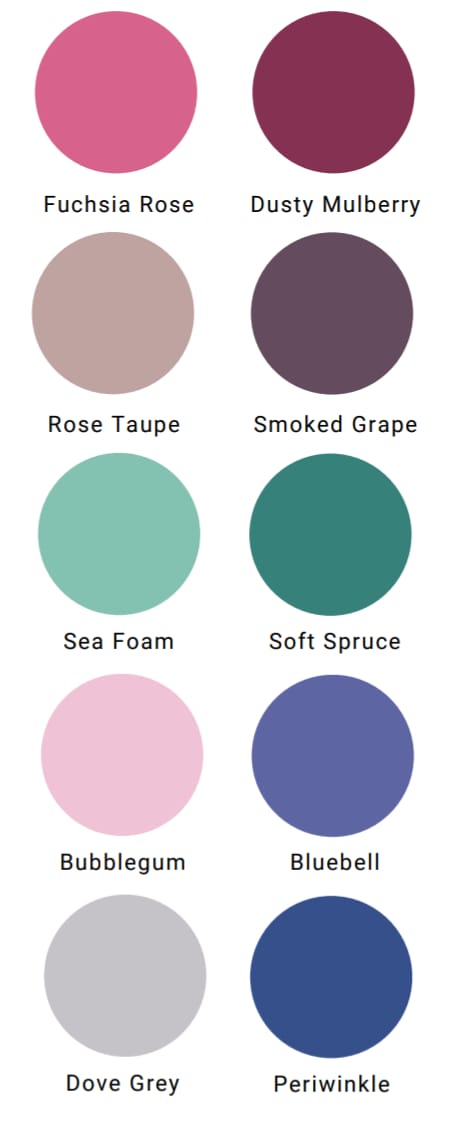 Fuchsia Rose Dusty Mulberry
Rose Taupe Smoked Grape
Sea Foam Soft Spruce
Bubblegum Bluebell
Dove Grey Periwinkle